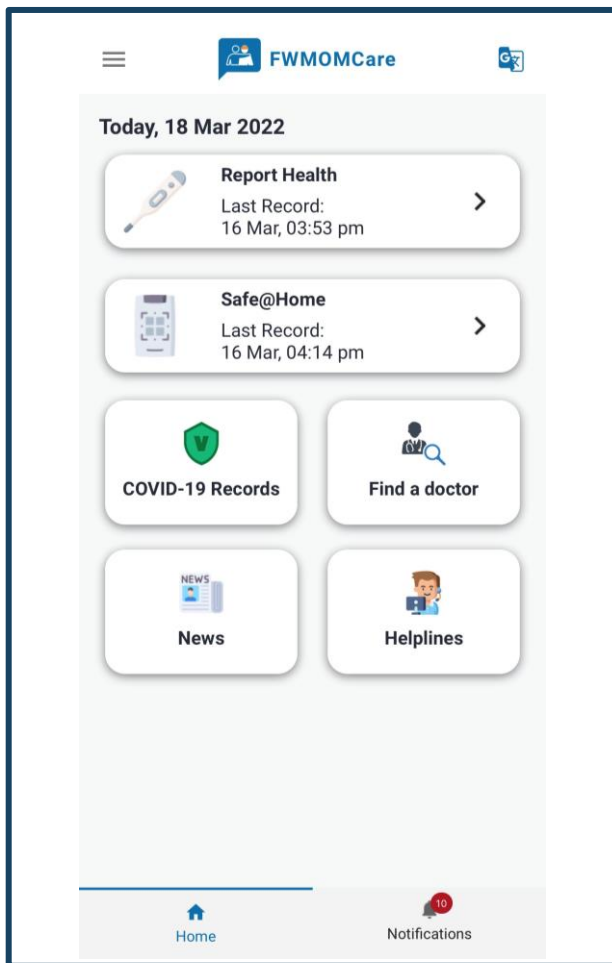 FWMOMCare
Today, 18 Mar 2022
Report Health
Last Record:
16 Mar, 03:53 pm
Safe@Home
Last Record:
16 Mar, 04:14 pm
V
COVID-19 Records
Find a doctor
NEWS
News
Helplines
10
Home
Notifications